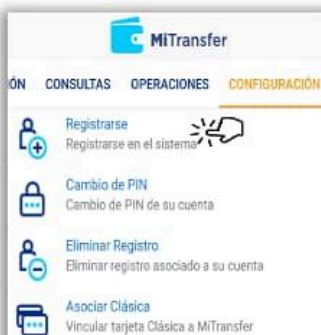 MiTransfer
ÓN CONSULTAS OPERACIONES CONFIGURACIÓN
Registrarse
Registrarse en el sistema
Cambio de PIN
Cambio de PIN de su cuenta
Eliminar Registro
Eliminar registro asociado a su cuenta
Asociar Clásica
Vincular tarjeta Clásica a MiTransfer